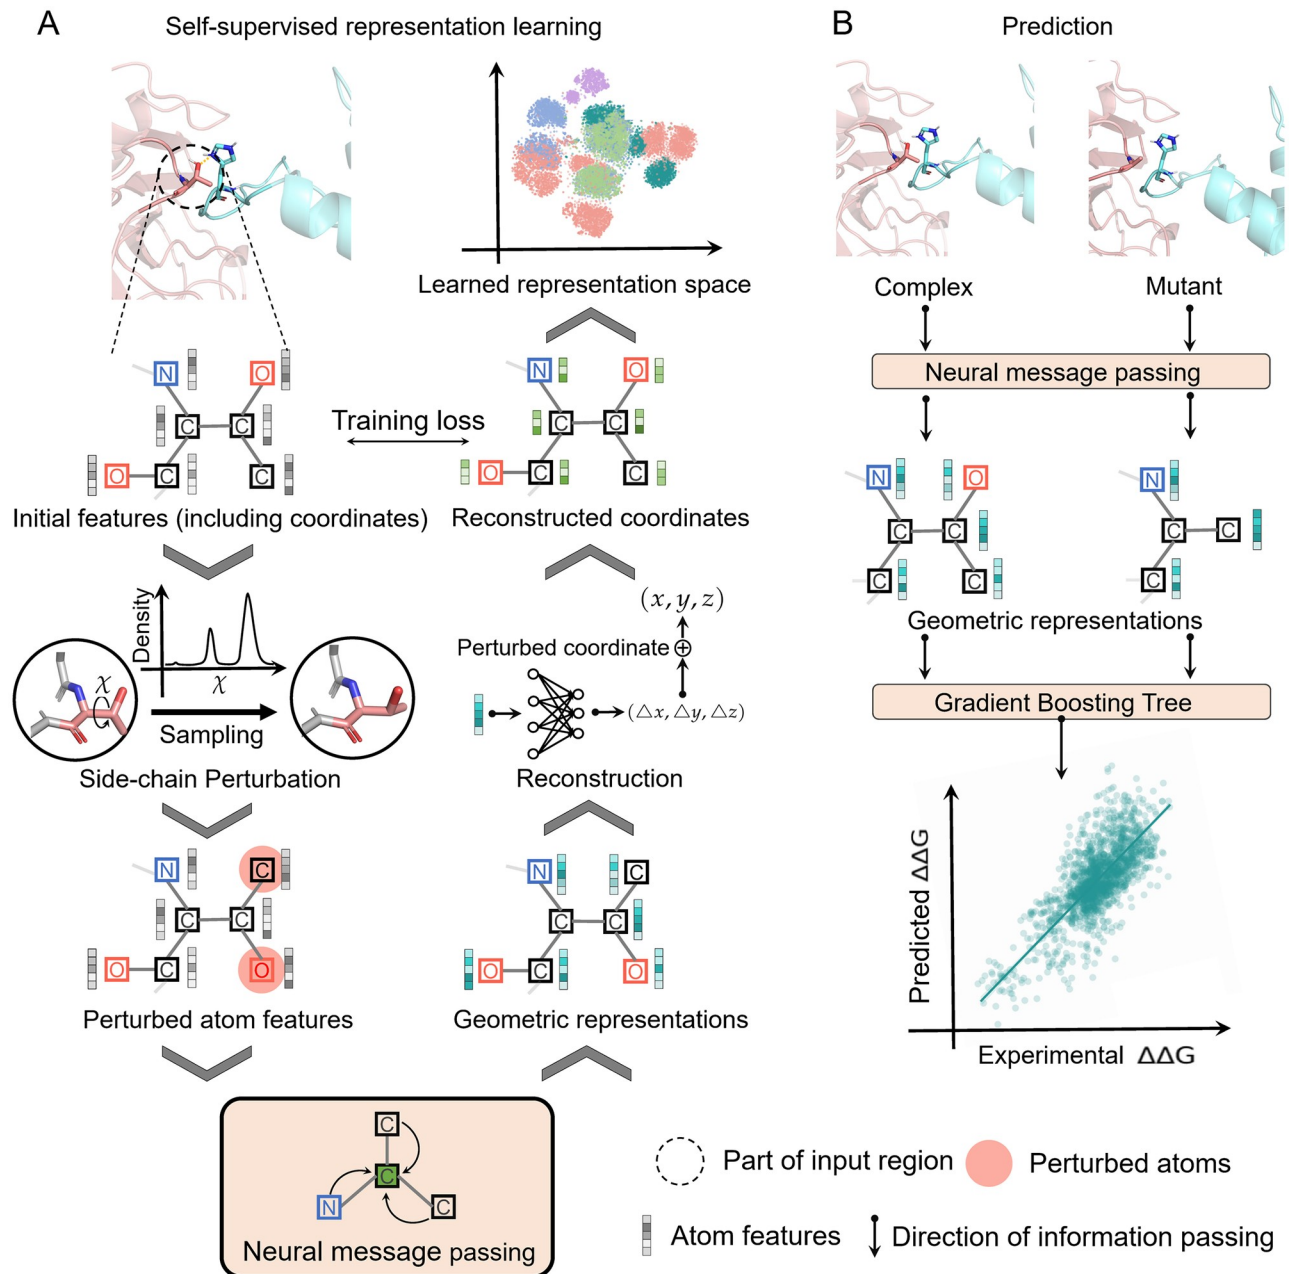 A
Self-supervised representation learning
Learned representation space
N
O
C
C
O
C
C
Initial features (including coordinates)
Training loss
N
O
C
C
O
C
C
Reconstructed coordinates
Density
χ
χ
Sampling
Side-chain Perturbation
(x, y, z)
Perturbed coordinate ⊕
(△x, △y, △z)
Reconstruction
N
C
C
C
O
C
O
Perturbed atom features
N
C
C
C
O
C
O
Geometric representations
C
C
N
C
Neural message passing
B
Prediction
Complex
Mutant
Neural message passing
N
O
C
C
C
C
N
C
C
C
Geometric representations
Gradient Boosting Tree
Predicted ΔΔG
Experimental ΔΔG
Part of input region
Perturbed atoms
Atom features
Direction of information passing